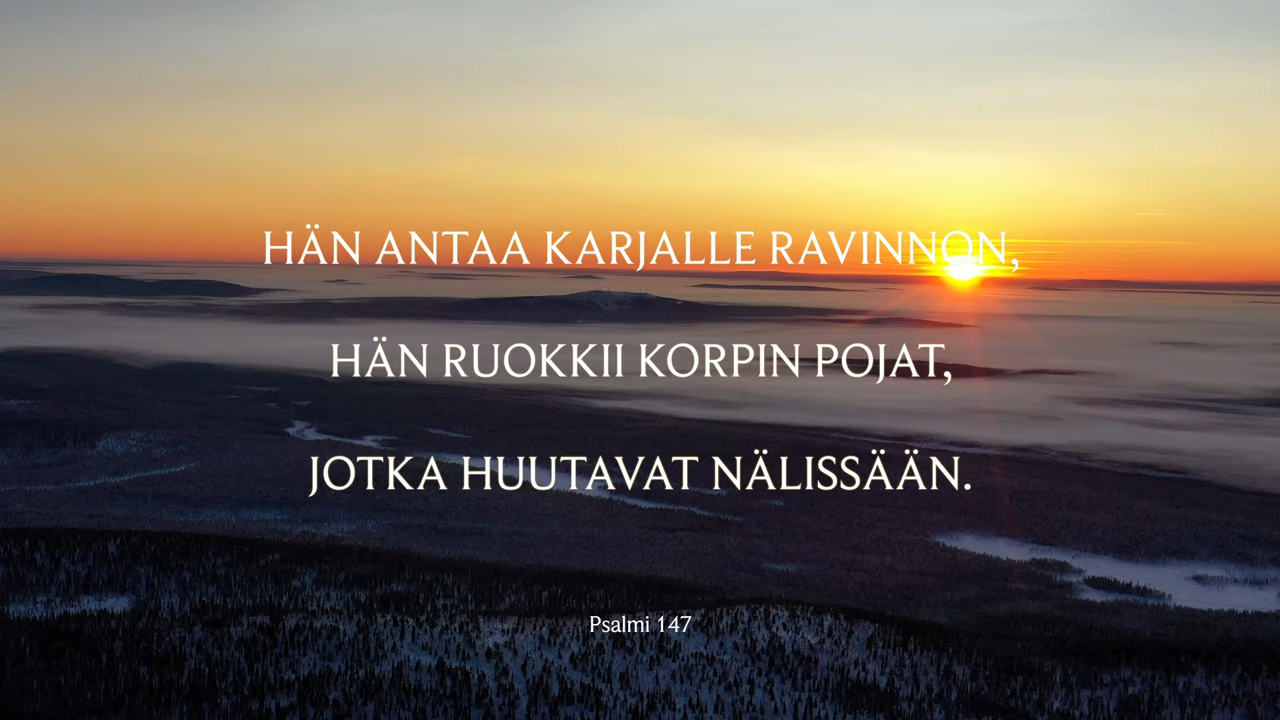 HÄN ANTAA KARJALLE RAVINNON,
HÄN RUOKKII KORPIN POJAT,
JOTKA HUUTAVAT NÄLISSÄÄN.
Psalmi 147